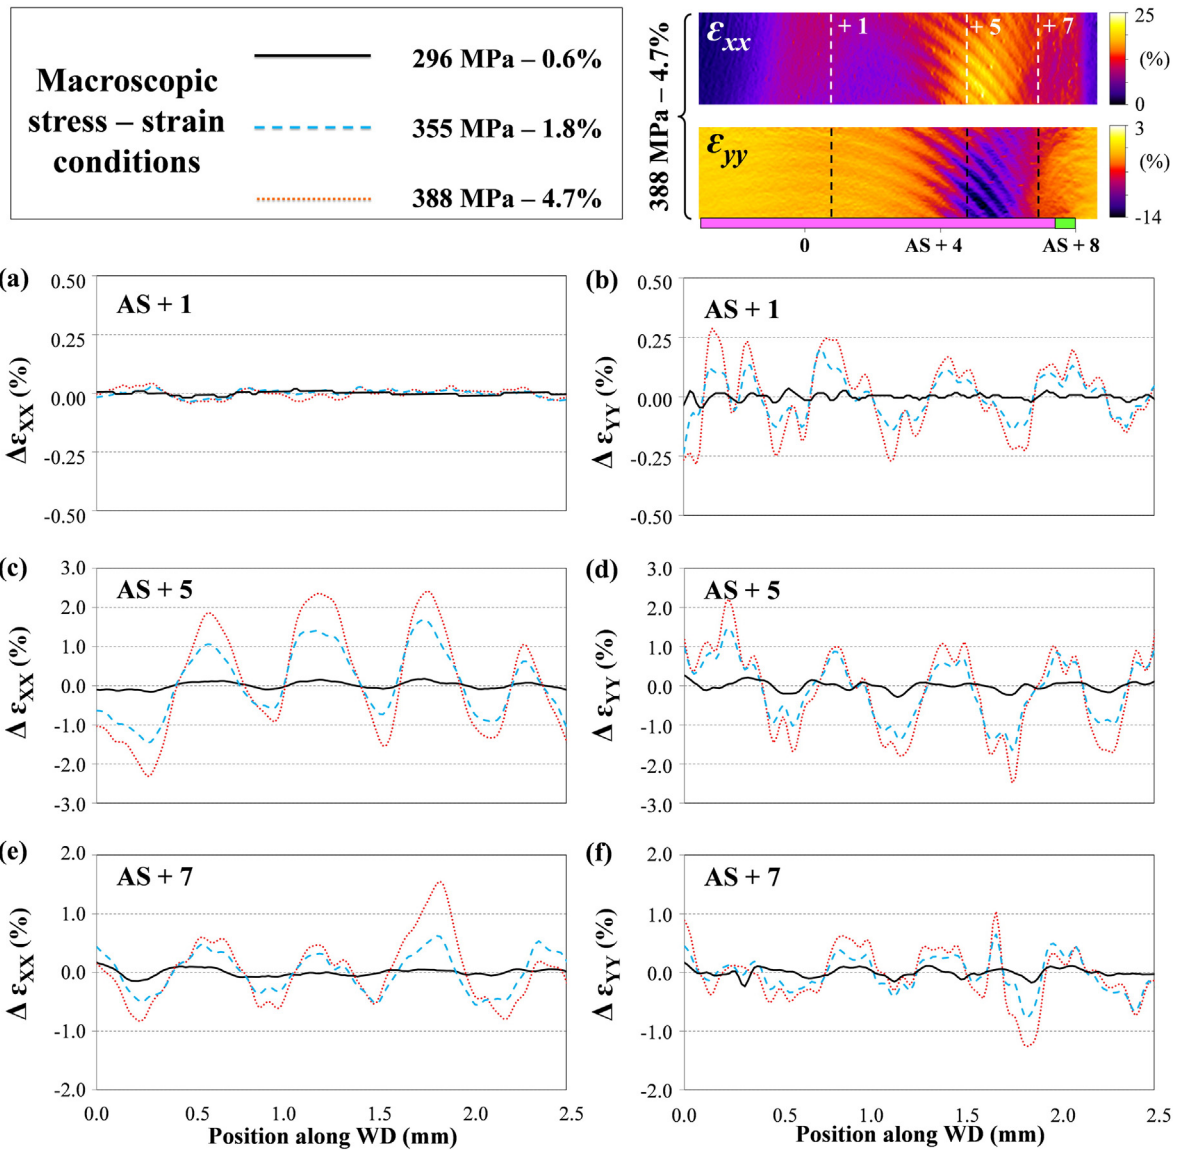 Macroscopic
stress – strain
conditions
296 MPa – 0.6%
355 MPa – 1.8%
388 MPa – 4.7%
388 MPa – 4.7%
εxx
+ 1
+ 5
+ 7
25
(%)
0
εyy
3
(%)
-14
0
AS + 4
AS + 8
(a)
AS + 1
0.50
0.25
0.00
-0.25
-0.50
ΔεXX (%)
(b)
AS + 1
0.50
0.25
0.00
-0.25
-0.50
Δ εYY (%)
(c)
AS + 5
3.0
2.0
1.0
0.0
-1.0
-2.0
-3.0
Δ εXX (%)
(d)
AS + 5
3.0
2.0
1.0
0.0
-1.0
-2.0
-3.0
Δ εYY (%)
(e)
AS + 7
2.0
1.0
0.0
-1.0
-2.0
Δ εXX (%)
0.0 0.5 1.0 1.5 2.0 2.5
Position along WD (mm)
(f)
AS + 7
2.0
1.0
0.0
-1.0
-2.0
Δ εYY (%)
0.0 0.5 1.0 1.5 2.0 2.5
Position along WD (mm)